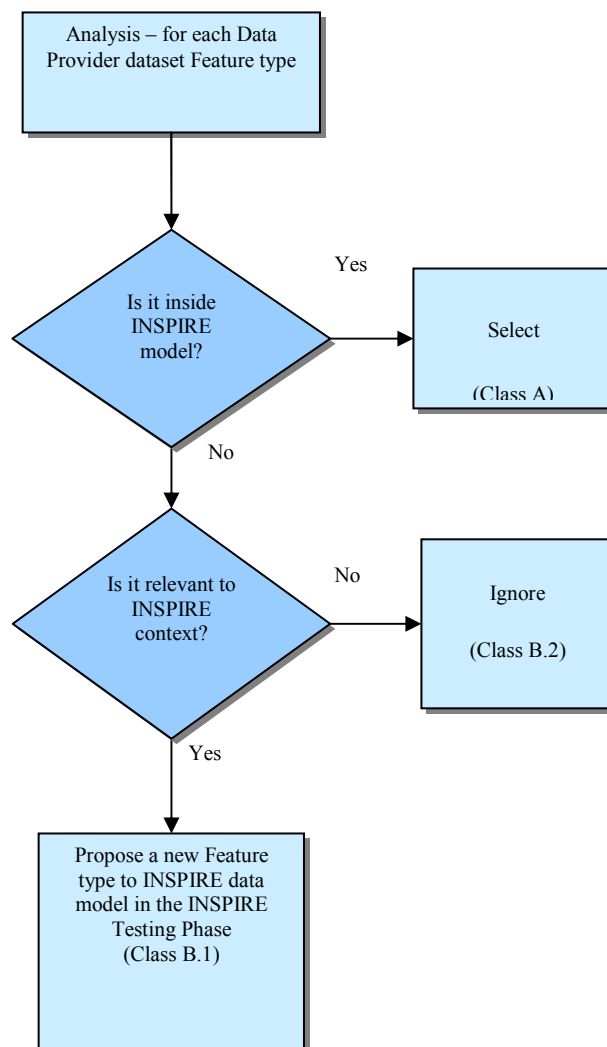 Analysis – for each Data
Provider dataset Feature type
Is it inside
INSPIRE
model?
Yes
Select
(Class A)
No
Is it relevant to
INSPIRE
context?
No
Ignore
(Class B.2)
Yes
Propose a new Feature
type to INSPIRE data
model in the INSPIRE
Testing Phase
(Class B.1)